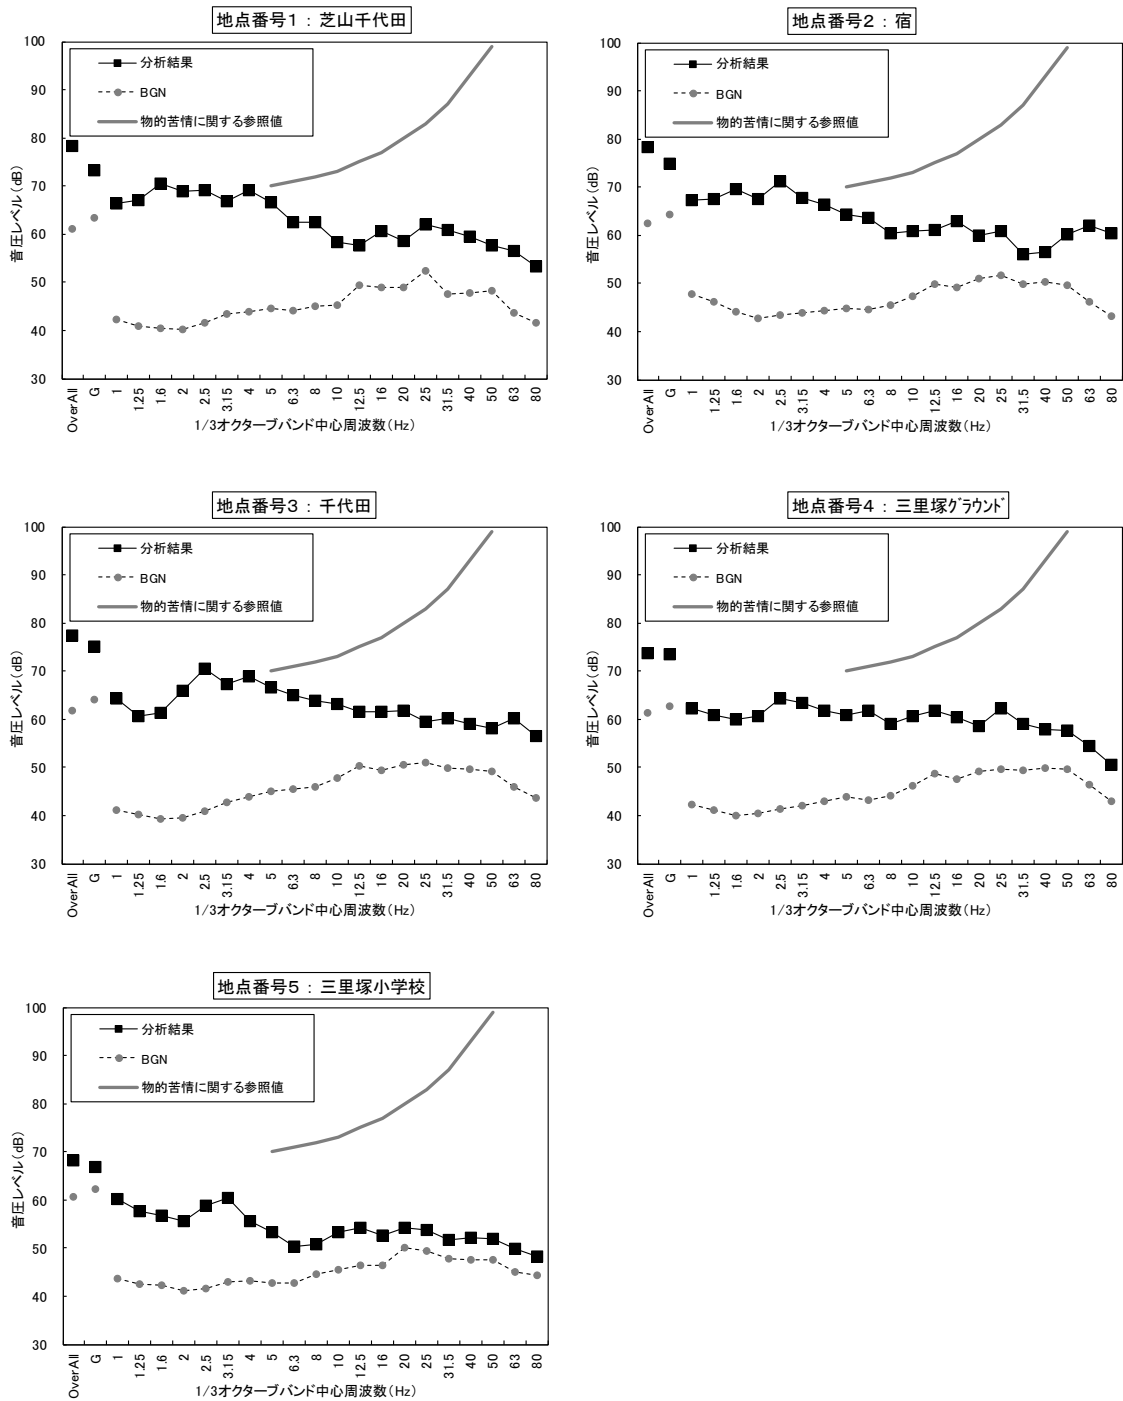 地点番号1 : 芝山千代田
100
90
80
70
60
50
40
30
音圧レベル(dB)
分析結果
BGN
物的苦情に関する参照値
OverAll G 1 1.25 1.6 2 2.5 3.15 4 5 6.3 8 10 12.5 16 20 25 31.5 40 50 63 80
1/3オクターブバンド中心周波数(Hz)
地点番号2 : 宿
100
90
80
70
60
50
40
30
音圧レベル(dB)
分析結果
BGN
物的苦情に関する参照値
OverAll G 1 1.25 1.6 2 2.5 3.15 4 5 6.3 8 10 12.5 16 20 25 31.5 40 50 63 80
1/3オクターブバンド中心周波数(Hz)
地点番号3 : 千代田
100
90
80
70
60
50
40
30
音圧レベル(dB)
分析結果
BGN
物的苦情に関する参照値
OverAll G 1 1.25 1.6 2 2.5 3.15 4 5 6.3 8 10 12.5 16 20 25 31.5 40 50 63 80
1/3オクターブバンド中心周波数(Hz)
地点番号4 : 三里塚グラウンド
100
90
80
70
60
50
40
30
音圧レベル(dB)
分析結果
BGN
物的苦情に関する参照値
OverAll G 1 1.25 1.6 2 2.5 3.15 4 5 6.3 8 10 12.5 16 20 25 31.5 40 50 63 80
1/3オクターブバンド中心周波数(Hz)
地点番号5 : 三里塚小学校
100
90
80
70
60
50
40
30
音圧レベル(dB)
分析結果
BGN
物的苦情に関する参照値
OverAll G 1 1.25 1.6 2 2.5 3.15 4 5 6.3 8 10 12.5 16 20 25 31.5 40 50 63 80
1/3オクターブバンド中心周波数(Hz)